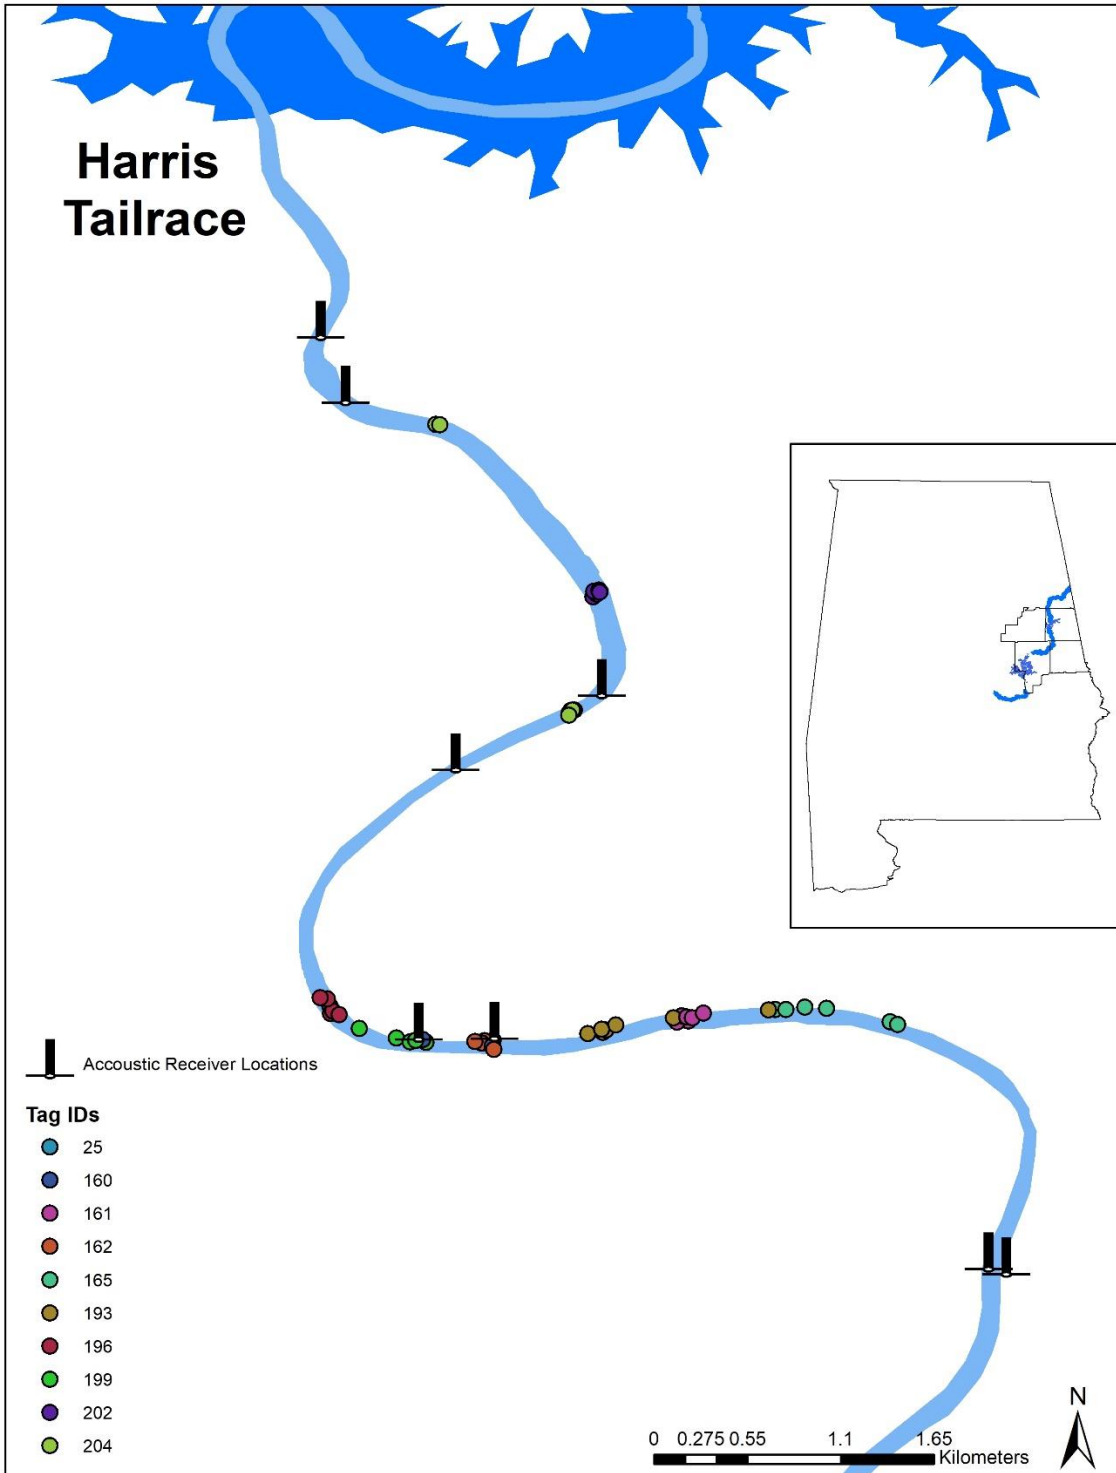 Harris
Tailrace
Accoustic Receiver Locations
Tag IDs
25
160
161
162
165
193
196
199
202
204
N
0 0.275 0.55 1.1 1.65
Kilometers